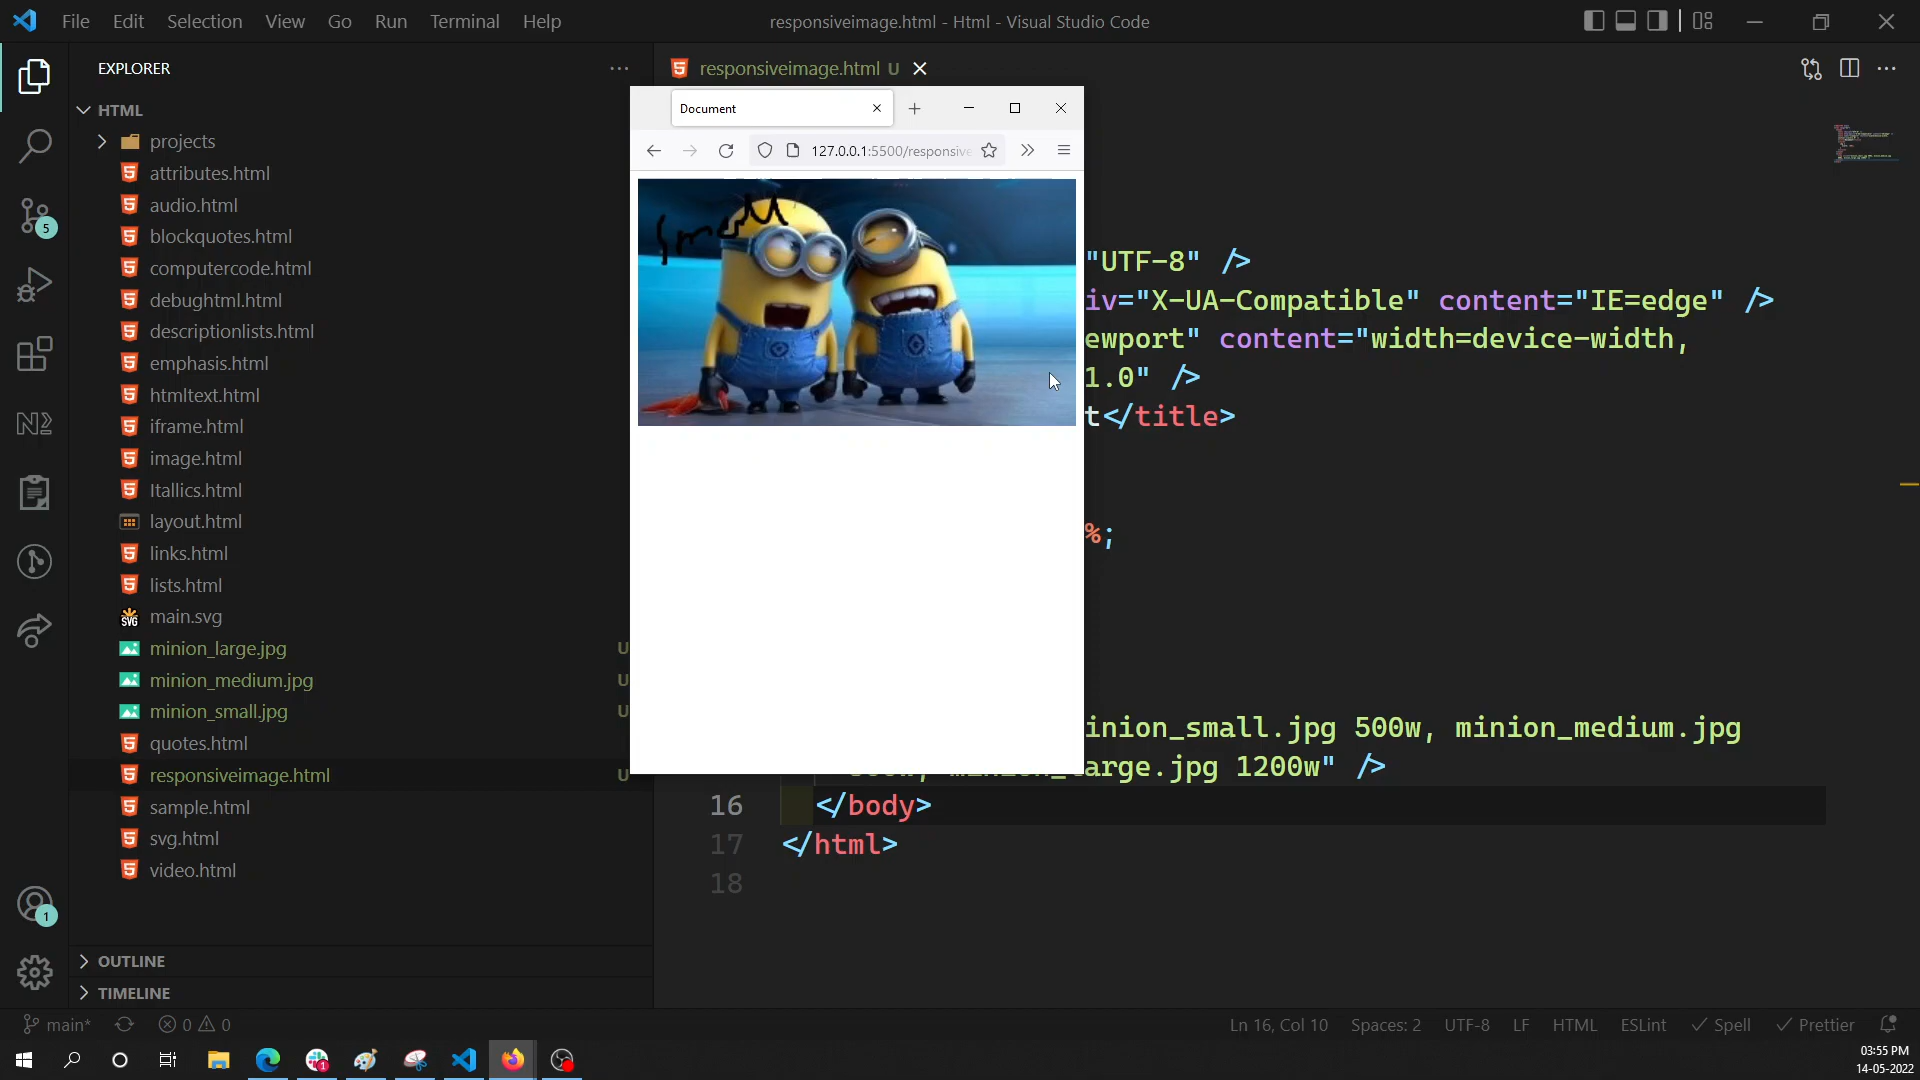 File Edit Selection View Go Run Terminal Help
responsiveimage.html - Html - Visual Studio Code
EXPLORER
HTML
projects
attributes.html
audio.html
blockquotes.html
computercode.html
debughtml.html
descriptionlists.html
emphasis.html
htmltext.html
iframe.html
image.html
Itallics.html
layout.html
links.html
lists.html
main.svg
minion_large.jpg U
minion_medium.jpg U
minion_small.jpg U
quotes.html
responsiveimage.html U
sample.html
svg.html
video.html
OUTLINE
TIMELINE
responsiveimage.html U
Document
127.0.0.1:5500/responsive
Small
"UTF-8" />
iv="X-UA-Compatible" content="IE=edge" />
ewport" content="width=device-width,
1.0" />
t</title>
%;
inion_small.jpg 500w, minion_medium.jpg
arge.jpg 1200w" />
16 </body>
17 </html>
18
5
1
main* 0 0 Ln 16, Col 10 Spaces: 2 UTF-8 LF HTML ESLint Spell Prettier
03:55 PM
14-05-2022